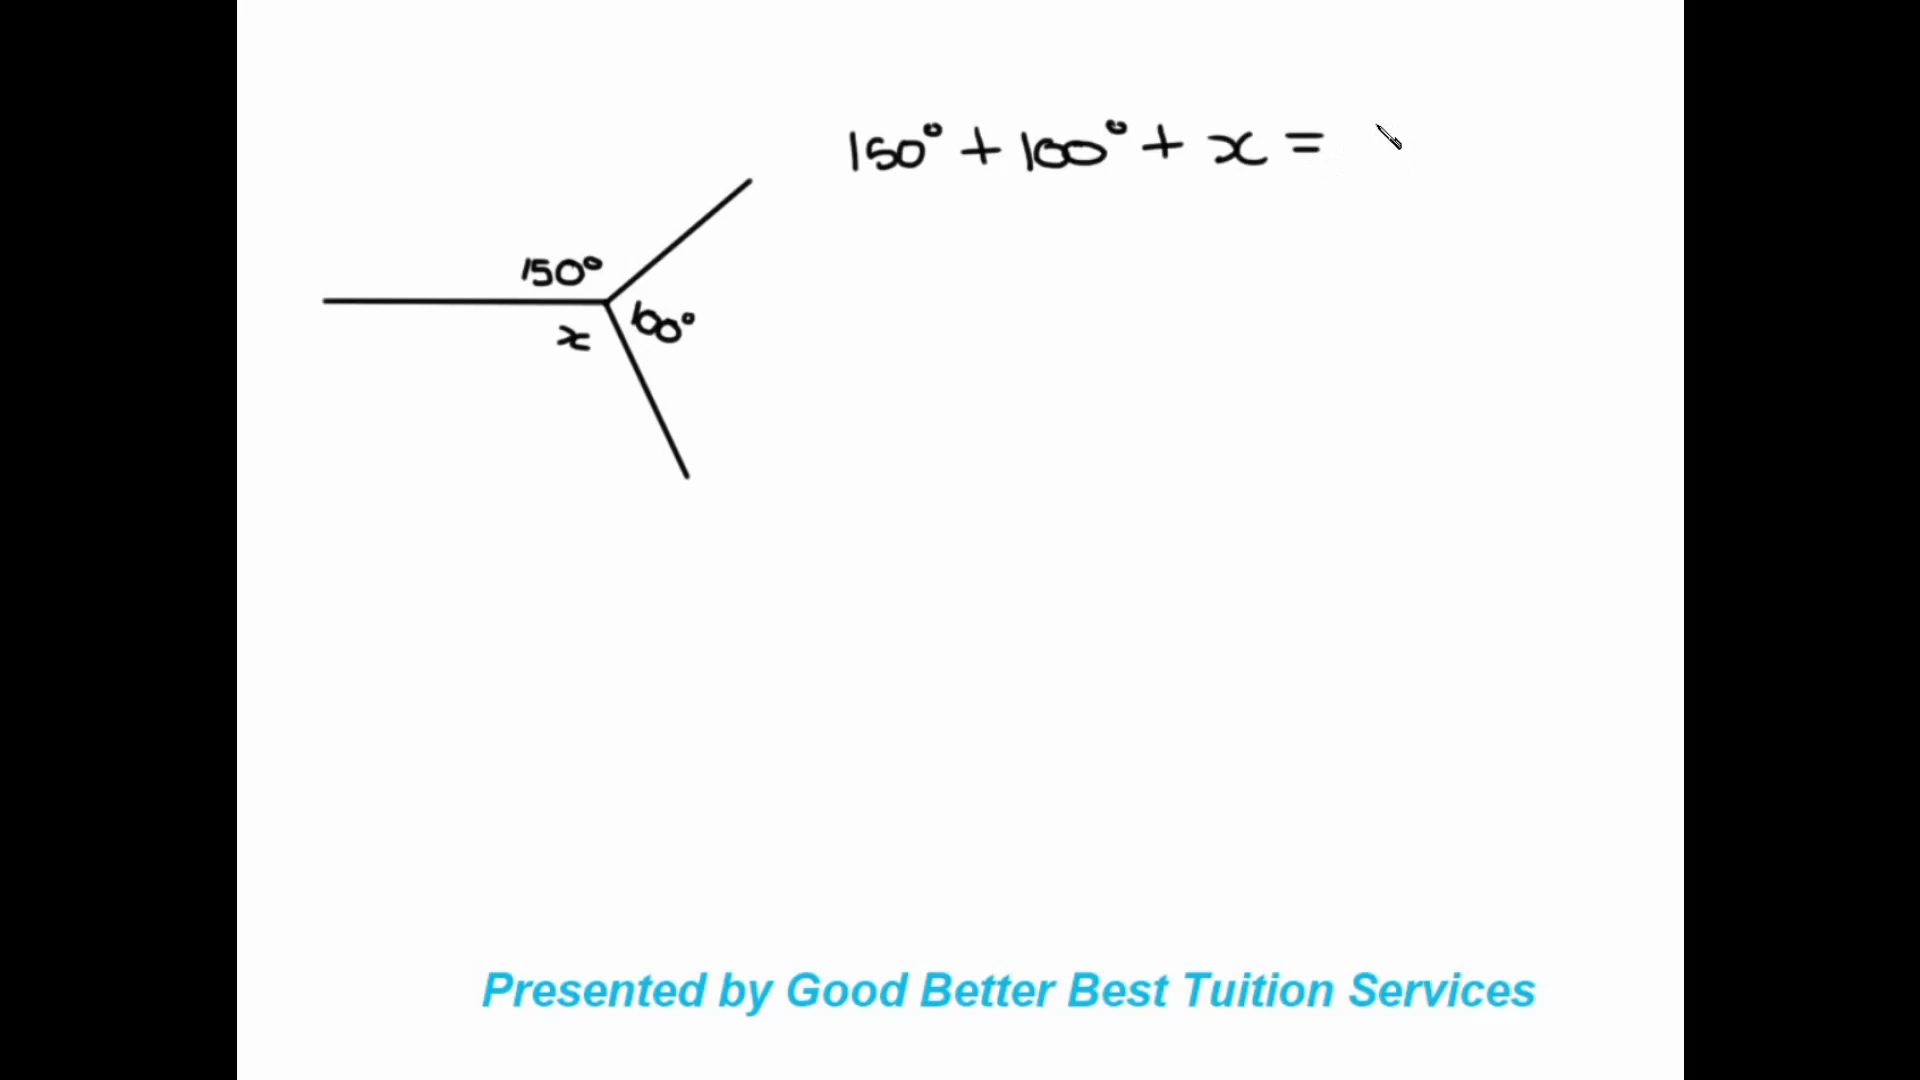 150° + 100° + x =
150°
x
100°
Presented by Good Better Best Tuition Services